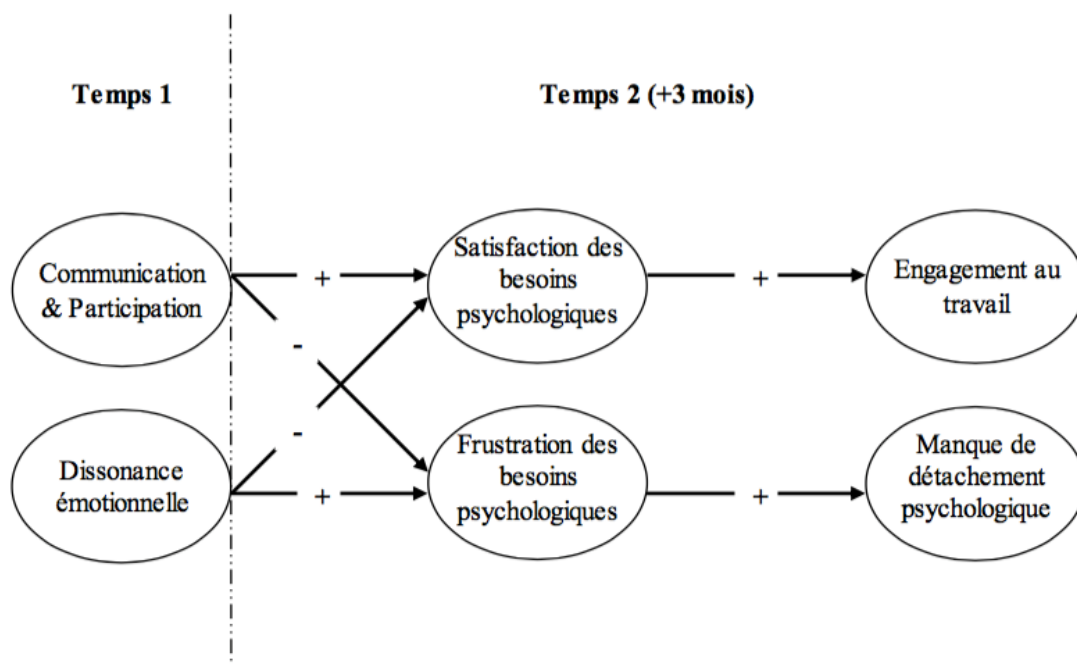 Temps 1
Temps 2 (+3 mois)
Communication
& Participation
+
Satisfaction des
besoins
psychologiques
+
Engagement au
travail
-
-
Dissonance
émotionnelle
+
Frustration des
besoins
psychologiques
+
Manque de
détachement
psychologique